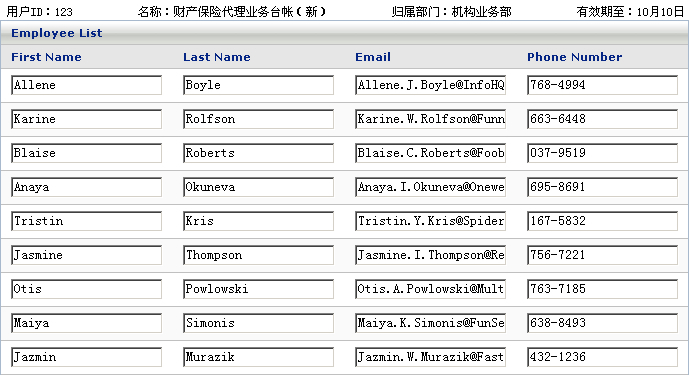 用户ID：123 名称：财产保险代理业务台帐（新） 归属部门：机构业务部 有效期至：10月10日
Employee List
First Name Last Name Email Phone Number
Allene Boyle Allene.J.Boyle@InfoHQ 768-4994
Karine Rolfson Karine.W.Rolfson@Funn 663-6448
Blaise Roberts Blaise.C.Roberts@Foob 037-9519
Anaya Okuneva Anaya.I.Okuneva@Onewe 695-8691
Tristin Kris Tristin.Y.Kris@Spider 167-5832
Jasmine Thompson Jasmine.I.Thompson@Re 756-7221
Otis Powlowski Otis.A.Powlowski@Mult 763-7185
Maiya Simonis Maiya.K.Simonis@FunSe 638-8493
Jazmin Murazik Jazmin.W.Murazik@Fast 432-1236